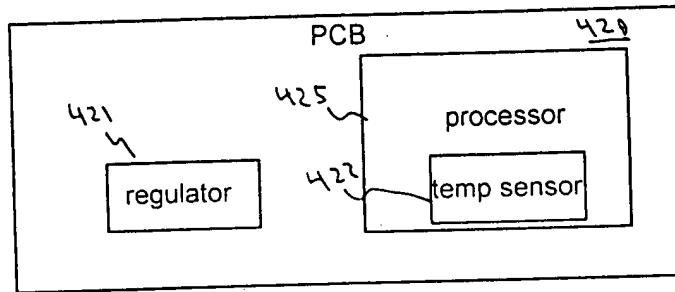 PCB
420
425
421
processor
regulator
422
temp sensor